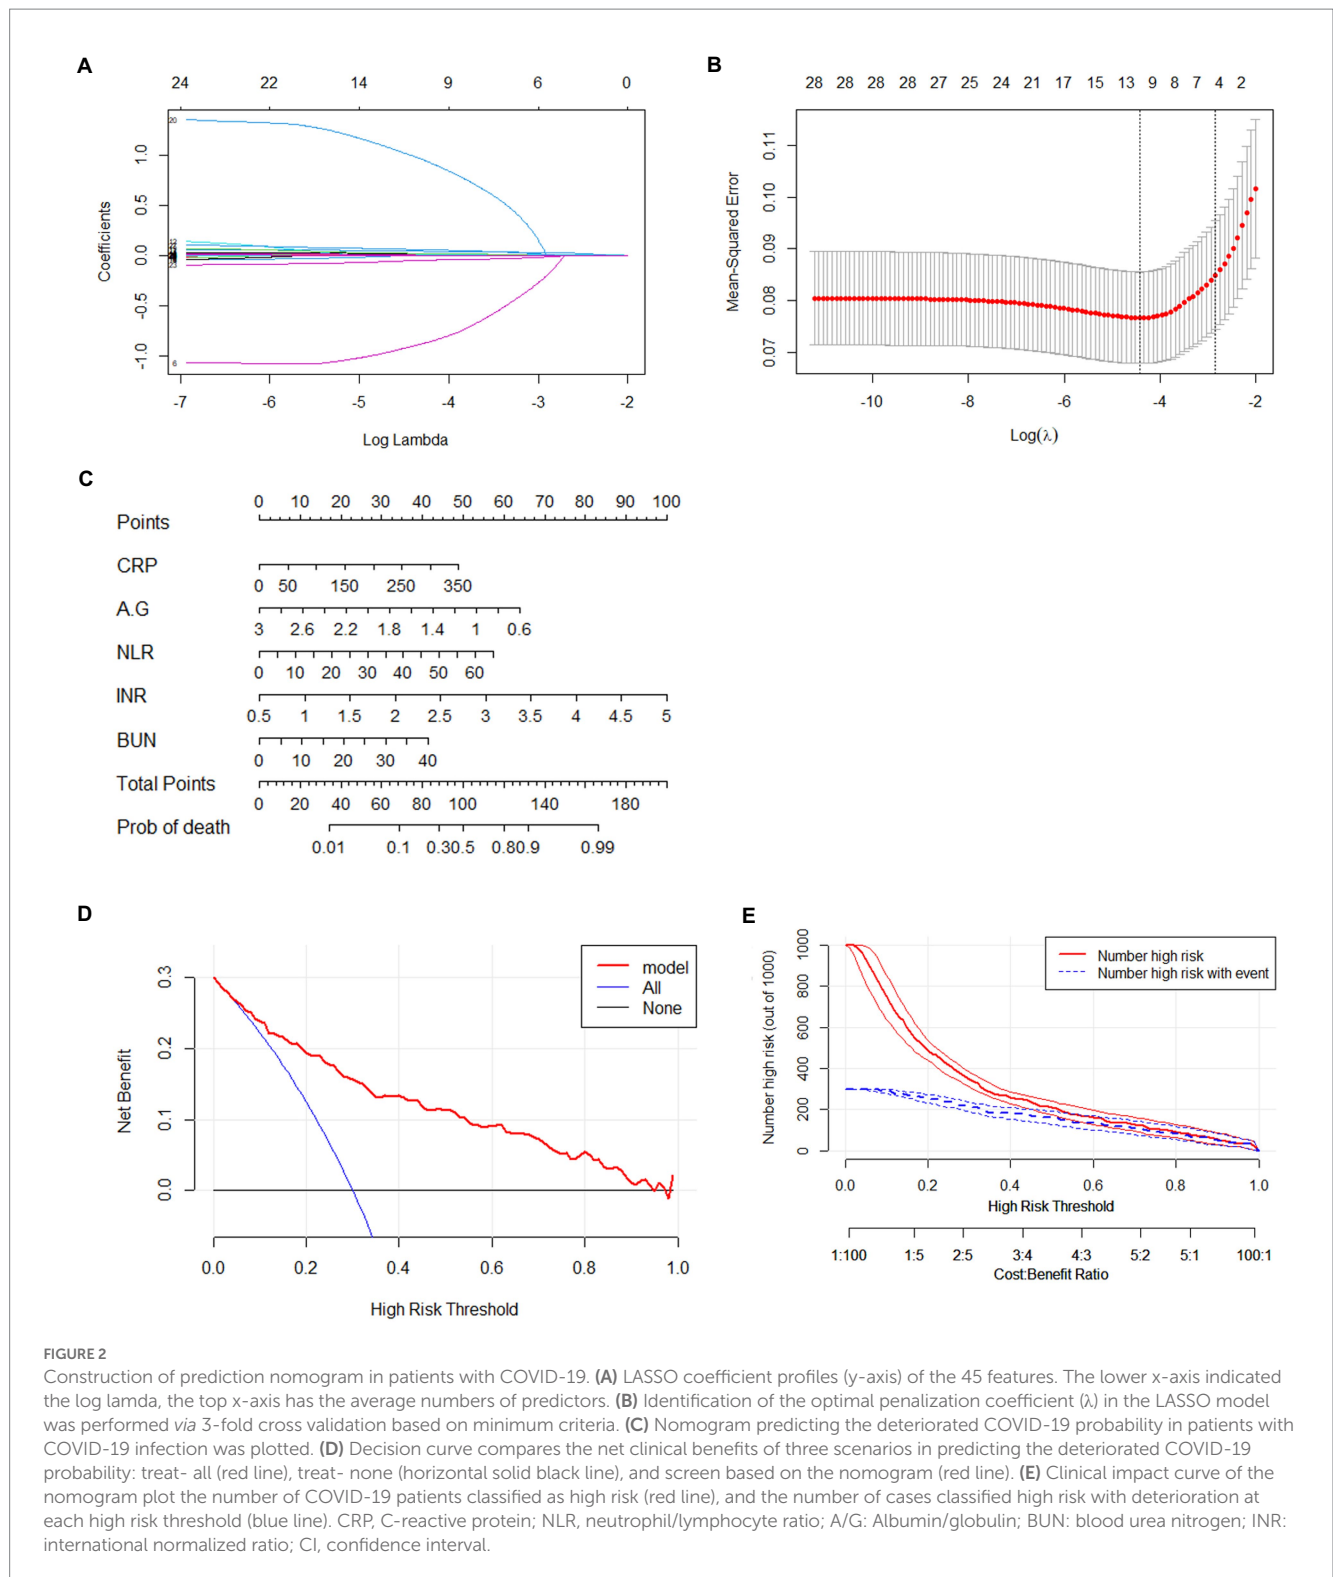 A
24 22 14 9 6 0
20
6
Coefficients
1.0
0.5
0.0
-0.5
-1.0
-7 -6 -5 -4 -3 -2
Log Lambda
B
28 28 28 28 27 25 24 21 17 15 13 9 8 7 4 2
Mean-Squared Error
0.11
0.10
0.09
0.08
0.07
-10 -8 -6 -4 -2
Log(λ)
C
0 10 20 30 40 50 60 70 80 90 100
Points
CRP
0 50 150 250 350
A.G
3 2.6 2.2 1.8 1.4 1 0.6
NLR
0 10 20 30 40 50 60
INR
0.5 1 1.5 2 2.5 3 3.5 4 4.5 5
BUN
0 10 20 30 40
Total Points
0 20 40 60 80 100 140 180
Prob of death
0.01 0.1 0.30.5 0.80.9 0.99
D
Net Benefit
0.3
0.2
0.1
0.0
model
All
None
0.0 0.2 0.4 0.6 0.8 1.0
High Risk Threshold
E
Number high risk (out of 1000)
1000
800
600
400
200
0
Number high risk
Number high risk with event
0.0 0.2 0.4 0.6 0.8 1.0
High Risk Threshold
1:100 1:5 2:5 3:4 4:3 5:2 5:1 100:1
Cost:Benefit Ratio
FIGURE 2
Construction of prediction nomogram in patients with COVID-19. (A) LASSO coefficient profiles (y-axis) of the 45 features. The lower x-axis indicated
the log lamda, the top x-axis has the average numbers of predictors. (B) Identification of the optimal penalization coefficient (λ) in the LASSO model
was performed via 3-fold cross validation based on minimum criteria. (C) Nomogram predicting the deteriorated COVID-19 probability in patients with
COVID-19 infection was plotted. (D) Decision curve compares the net clinical benefits of three scenarios in predicting the deteriorated COVID-19
probability: treat- all (red line), treat- none (horizontal solid black line), and screen based on the nomogram (red line). (E) Clinical impact curve of the
nomogram plot the number of COVID-19 patients classified as high risk (red line), and the number of cases classified high risk with deterioration at
each high risk threshold (blue line). CRP, C-reactive protein; NLR, neutrophil/lymphocyte ratio; A/G: Albumin/globulin; BUN: blood urea nitrogen; INR:
international normalized ratio; CI, confidence interval.